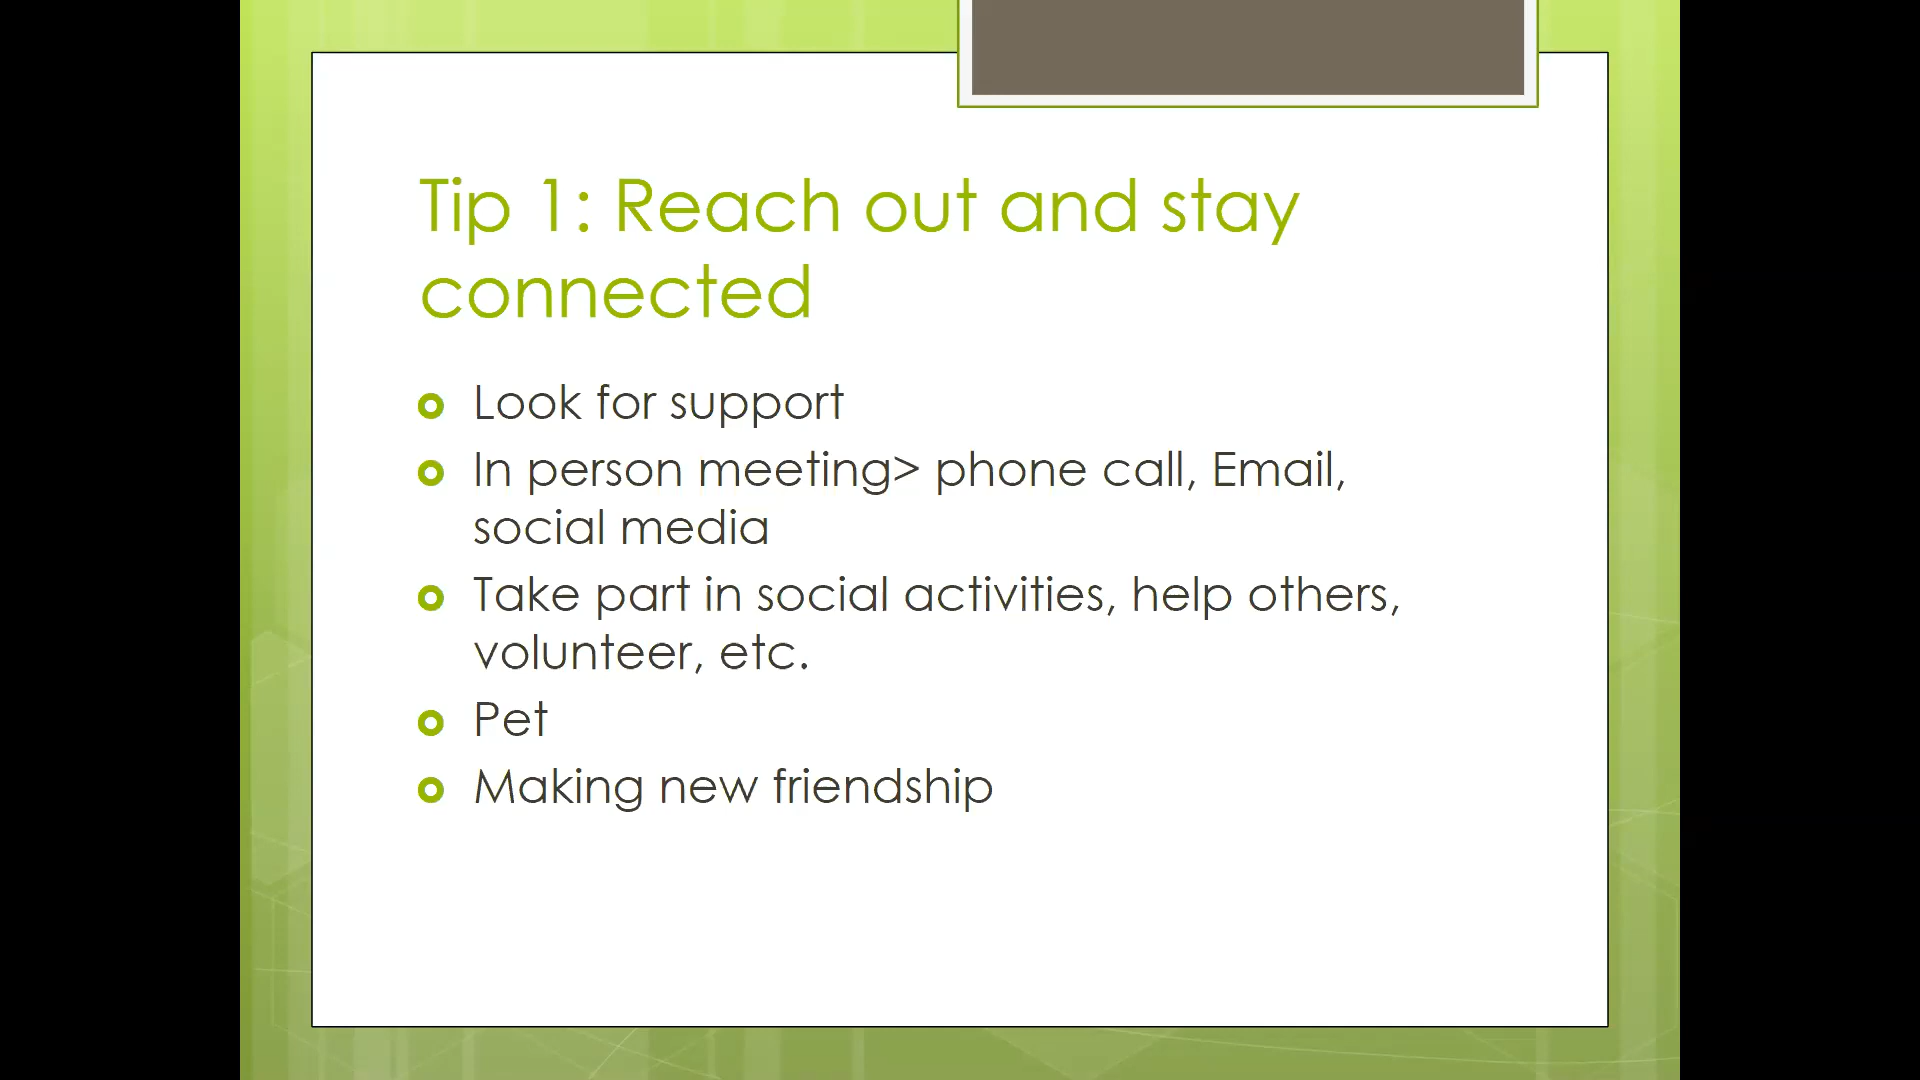 Tip 1: Reach out and stay
connected
Look for support
In person meeting> phone call, Email,
social media
Take part in social activities, help others,
volunteer, etc.
Pet
Making new friendship